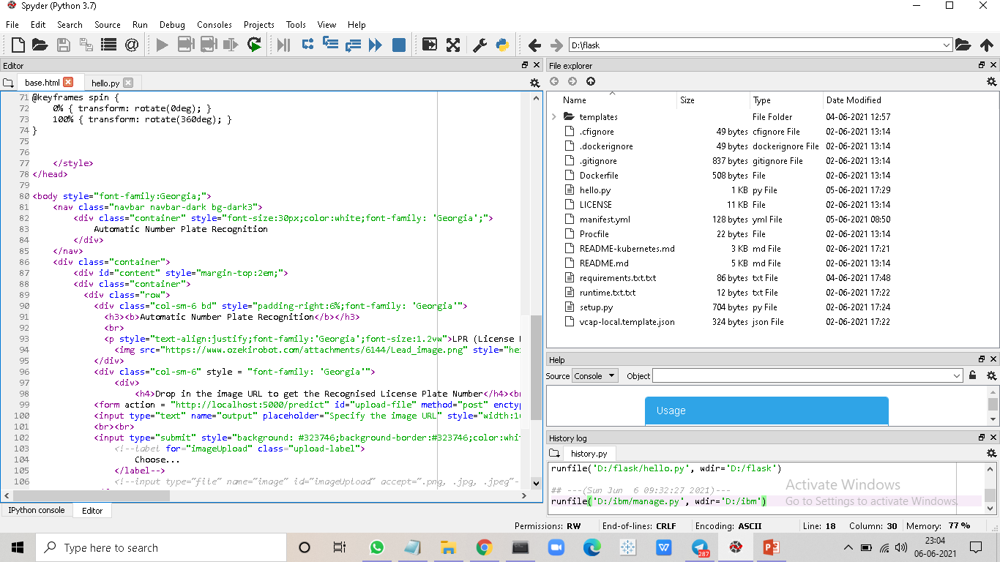 Spyder (Python 3.7)
File Edit Search Source Run Debug Consoles Projects Tools View Help
D:\flask
Editor
base.html hello.py
71 @keyframes spin {
72 0% { transform: rotate(0deg); }
73 100% { transform: rotate(360deg); }
74 }
75
76
77 </style>
78 </head>
79
80 <body style="font-family:Georgia;">
81 <nav class="navbar navbar-dark bg-dark3">
82 <div class="container" style="font-size:30px;color:white;font-family: 'Georgia';">
83 Automatic Number Plate Recognition
84 </div>
85 </nav>
86 <div class="container">
87 <div id="content" style="margin-top:2em;">
88 <div class="container">
89 <div class="row">
90 <div class="col-sm-6 bd" style="padding-right:6%;font-family: 'Georgia'">
91 <h3><b>Automatic Number Plate Recognition</b></h3>
92 <br>
93 <p style="text-align:justify;font-family:'Georgia';font-size:1.2vw">LPR (License
94 <img src="https://www.ozekirobot.com/attachments/6144/Lead_image.png" style="hei
95 </div>
96 <div class="col-sm-6" style = "font-family: 'Georgia'">
97 <div>
98 <h4>Drop in the image URL to get the Recognised License Plate Number</h4><br
99 <form action = "http://localhost:5000/predict" id="upload-file" method="post" enctyp
100 <input type="text" name="output" placeholder="Specify the image URL" style="width:10
101 <br><br>
102 <input type="submit" style="background: #323746;background-border:#323746;color:whit
103 <!--label for="imageUpload" class="upload-label">
104 Choose...
105 </label-->
106 <!--input type="file" name="image" id="imageUpload" accept=".png, .jpg, .jpeg"-
IPython console Editor
File explorer
Name Size Type Date Modified
templates File Folder 04-06-2021 12:57
.cfignore 49 bytes cfignore File 02-06-2021 13:14
.dockerignore 49 bytes dockerignore File 02-06-2021 13:14
.gitignore 837 bytes gitignore File 02-06-2021 13:14
Dockerfile 508 bytes File 02-06-2021 13:14
hello.py 1 KB py File 05-06-2021 17:29
LICENSE 11 KB File 02-06-2021 13:14
manifest.yml 128 bytes yml File 05-06-2021 08:50
Procfile 22 bytes File 02-06-2021 13:14
README-kubernetes.md 3 KB md File 02-06-2021 17:21
README.md 5 KB md File 02-06-2021 13:14
requirements.txt.txt 86 bytes txt File 04-06-2021 17:48
runtime.txt.txt 12 bytes txt File 02-06-2021 17:22
setup.py 704 bytes py File 02-06-2021 17:24
vcap-local.template.json 324 bytes json File 02-06-2021 17:22
Help
Source Console Object
Usage
History log
history.py
runfile('D:/flask/hello.py', wdir='D:/flask')
## ---(Sun Jun 6 09:32:27 2021)---
runfile('D:/ibm/manage.py', wdir='D:/ibm')
Activate Windows
Go to Settings to activate Windows.
Permissions: RW End-of-lines: CRLF Encoding: ASCII Line: 18 Column: 30 Memory: 77 %
Type here to search
287
23:04
06-06-2021